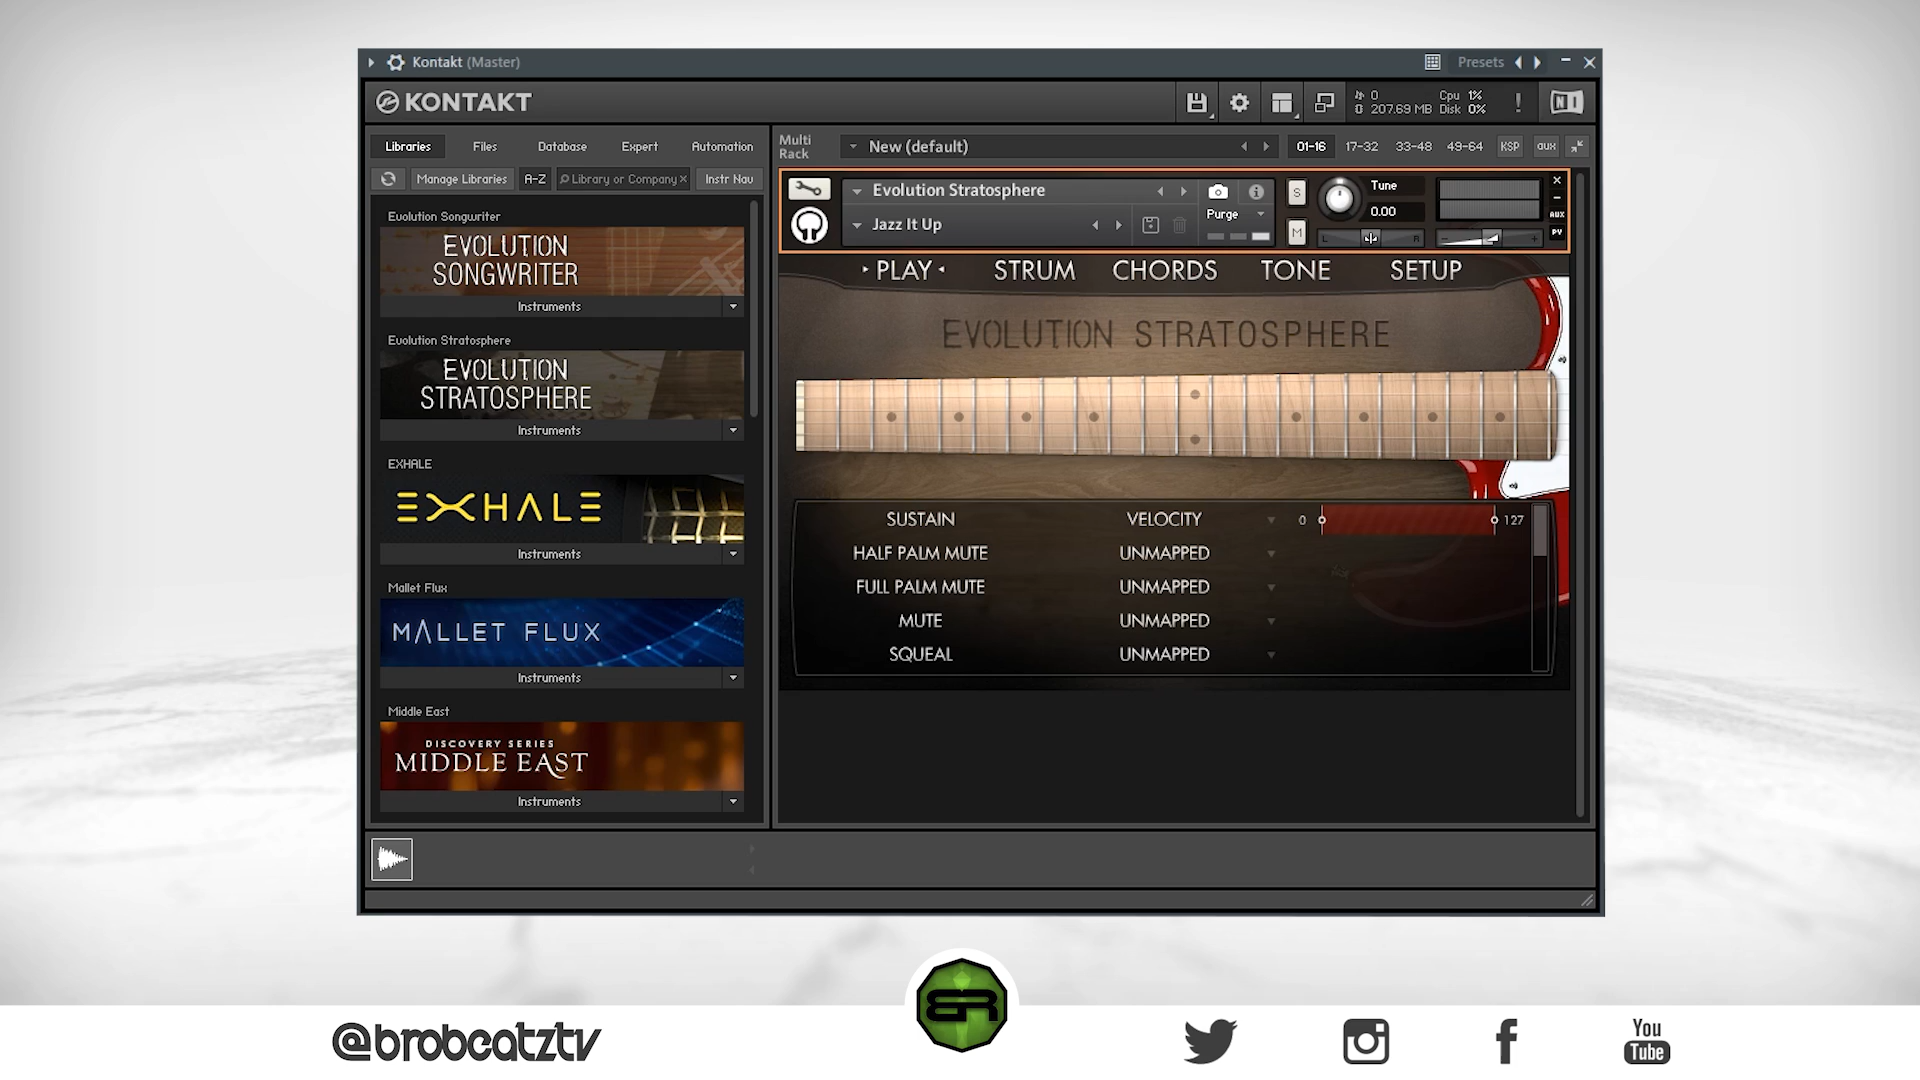 Kontakt (Master)
Presets
KONTAKT
0
207.69 MB
Cpu 1%
Disk 0%
!
NI
Libraries
Files
Database
Expert
Automation
Manage Libraries
A-Z
Library or Company
Instr Nav
Evolution Songwriter
EVOLUTION
SONGWRITER
Instruments
Evolution Stratosphere
EVOLUTION
STRATOSPHERE
Instruments
EXHALE
EXHALE
Instruments
Mallet Flux
MALLET FLUX
Instruments
Middle East
DISCOVERY SERIES
MIDDLE EAST
Instruments
Multi
Rack
New (default)
01-16
17-32
33-48
49-64
KSP
aux
Evolution Stratosphere
Jazz It Up
Purge
S
M
Tune
0.00
L
R
AUX
PV
PLAY
STRUM
CHORDS
TONE
SETUP
EVOLUTION STRATOSPHERE
SUSTAIN VELOCITY 0 127
HALF PALM MUTE UNMAPPED
FULL PALM MUTE UNMAPPED
MUTE UNMAPPED
SQUEAL UNMAPPED
@brobeatztv
BR
You
Tube